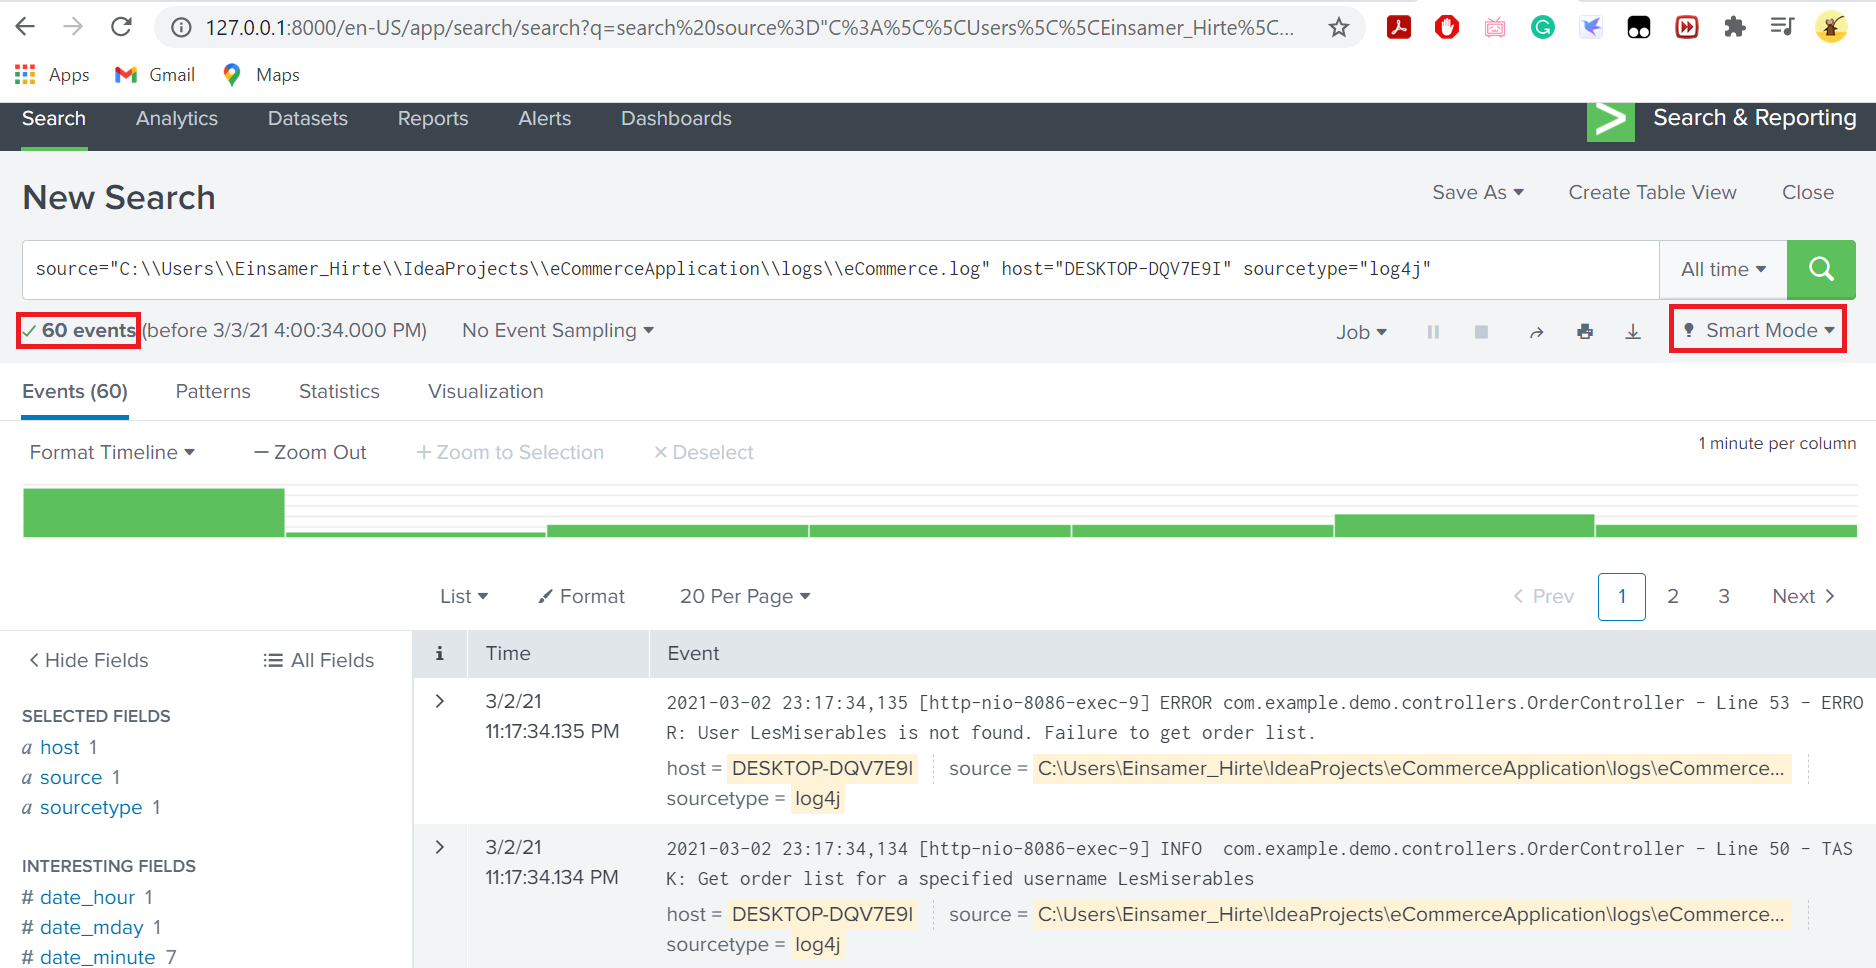 127.0.0.1:8000/en-US/app/search/search?q=search%20source%3D"C%3A%5C%5CUsers%5C%5CEinsamer_Hirte%5C...
Apps Gmail Maps
Search Analytics Datasets Reports Alerts Dashboards > Search & Reporting
New Search Save As Create Table View Close
source="C:\\Users\\Einsamer_Hirte\\IdeaProjects\\eCommerceApplication\\logs\\eCommerce.log" host="DESKTOP-DQV7E9I" sourcetype="log4j" All time
✓ 60 events (before 3/3/21 4:00:34.000 PM) No Event Sampling Job Smart Mode
Events (60) Patterns Statistics Visualization
Format Timeline — Zoom Out + Zoom to Selection × Deselect 1 minute per column
List Format 20 Per Page < Prev 1 2 3 Next >
< Hide Fields All Fields
SELECTED FIELDS
a host 1
a source 1
a sourcetype 1
INTERESTING FIELDS
# date_hour 1
# date_mday 1
# date_minute 7
i Time Event
> 3/2/21 2021-03-02 23:17:34,135 [http-nio-8086-exec-9] ERROR com.example.demo.controllers.OrderController - Line 53 - ERRO
11:17:34.135 PM R: User LesMiserables is not found. Failure to get order list.
host = DESKTOP-DQV7E9I source = C:\Users\Einsamer_Hirte\IdeaProjects\eCommerceApplication\logs\eCommerce...
sourcetype = log4j
> 3/2/21 2021-03-02 23:17:34,134 [http-nio-8086-exec-9] INFO  com.example.demo.controllers.OrderController - Line 50 - TAS
11:17:34.134 PM K: Get order list for a specified username LesMiserables
host = DESKTOP-DQV7E9I source = C:\Users\Einsamer_Hirte\IdeaProjects\eCommerceApplication\logs\eCommerce...
sourcetype = log4j